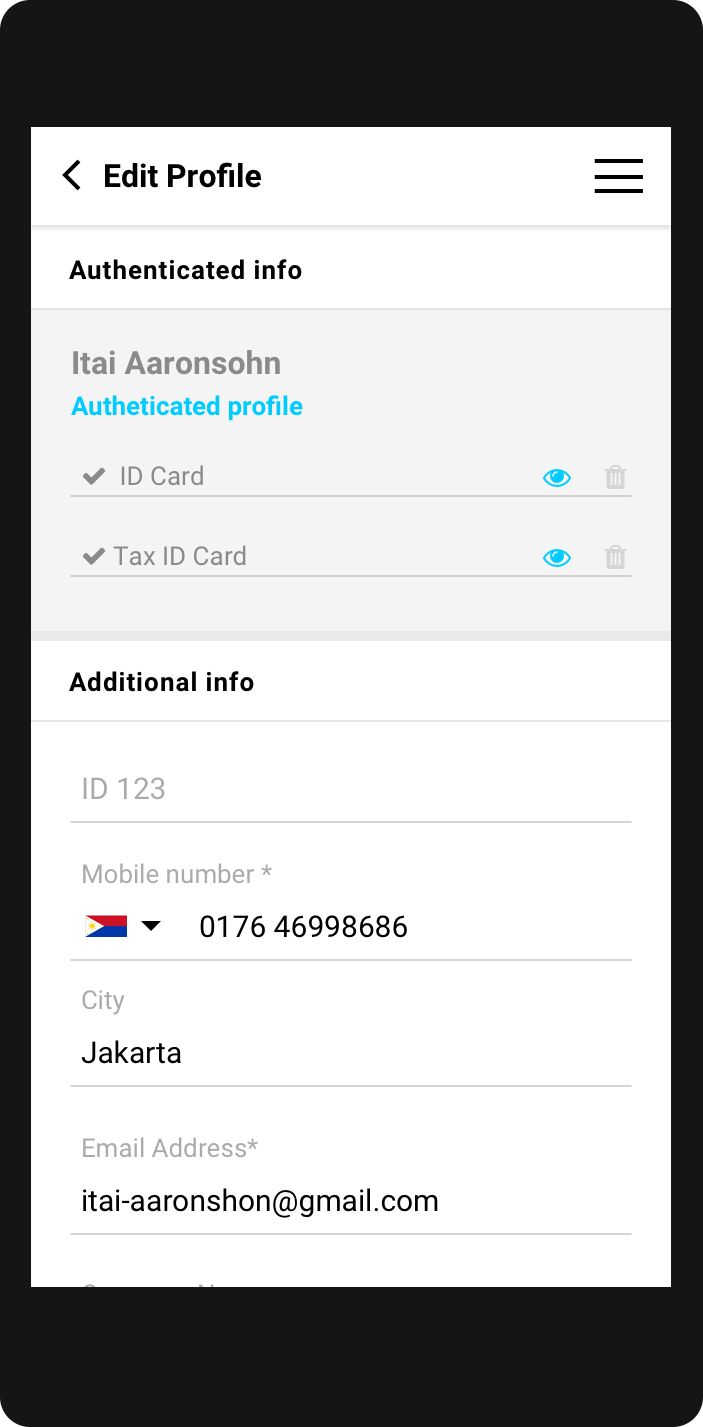 Edit Profile
Authenticated info
Itai Aaronsohn
Autheticated profile
ID Card
Tax ID Card
Additional info
ID 123
Mobile number *
0176 46998686
City
Jakarta
Email Address*
itai-aaronshon@gmail.com